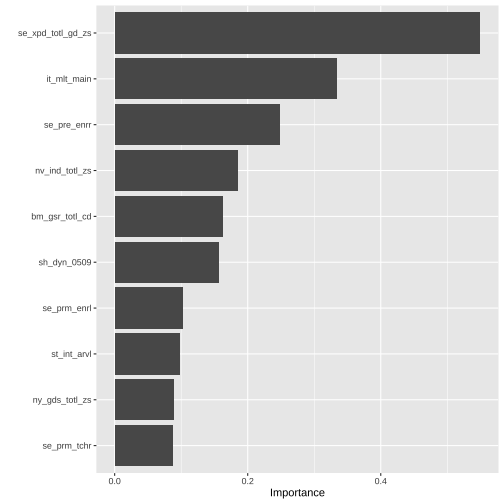 se_xpd_totl_gd_zs
it_mlt_main
se_pre_enrr
nv_ind_totl_zs
bm_gsr_totl_cd
sh_dyn_0509
se_prm_enrl
st_int_arvl
ny_gds_totl_zs
se_prm_tchr
0.0 0.2 0.4
Importance